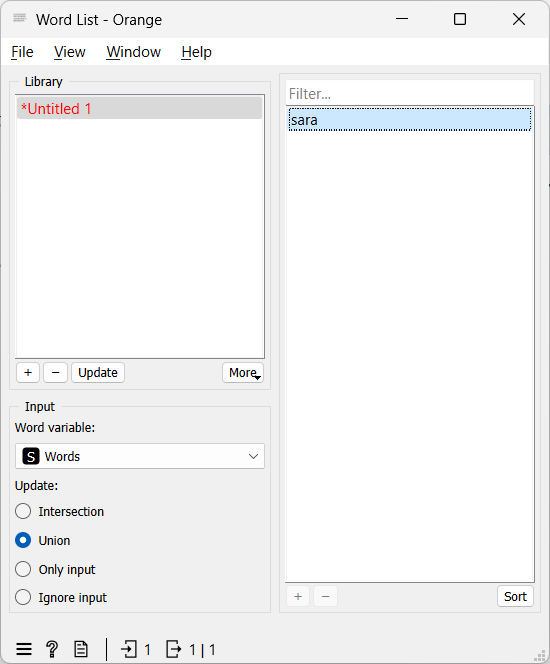 Word List - Orange
File View Window Help
Library
*Untitled 1
+ − Update More
Input
Word variable:
S Words
Update:
Intersection
Union
Only input
Ignore input
Filter...
sara
+ − Sort
? 1 1 | 1